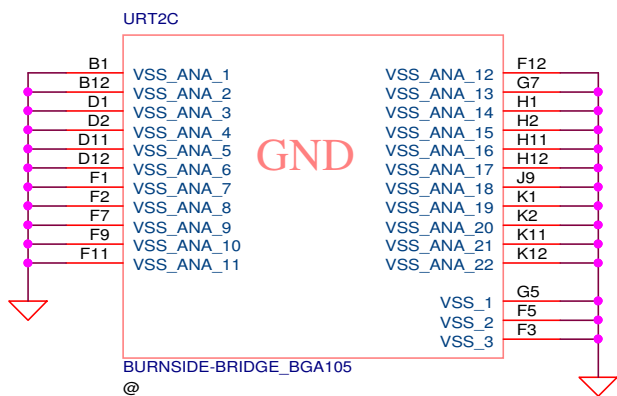 URT2C
B1 VSS_ANA_1 VSS_ANA_12 F12
B12 VSS_ANA_2 VSS_ANA_13 G7
D1 VSS_ANA_3 VSS_ANA_14 H1
D2 VSS_ANA_4 VSS_ANA_15 H2
D11 VSS_ANA_5 VSS_ANA_16 H11
D12 VSS_ANA_6 VSS_ANA_17 H12
GND
F1 VSS_ANA_7 VSS_ANA_18 J9
F2 VSS_ANA_8 VSS_ANA_19 K1
F7 VSS_ANA_9 VSS_ANA_20 K2
F9 VSS_ANA_10 VSS_ANA_21 K11
F11 VSS_ANA_11 VSS_ANA_22 K12
VSS_1 G5
VSS_2 F5
VSS_3 F3
BURNSIDE-BRIDGE_BGA105
@